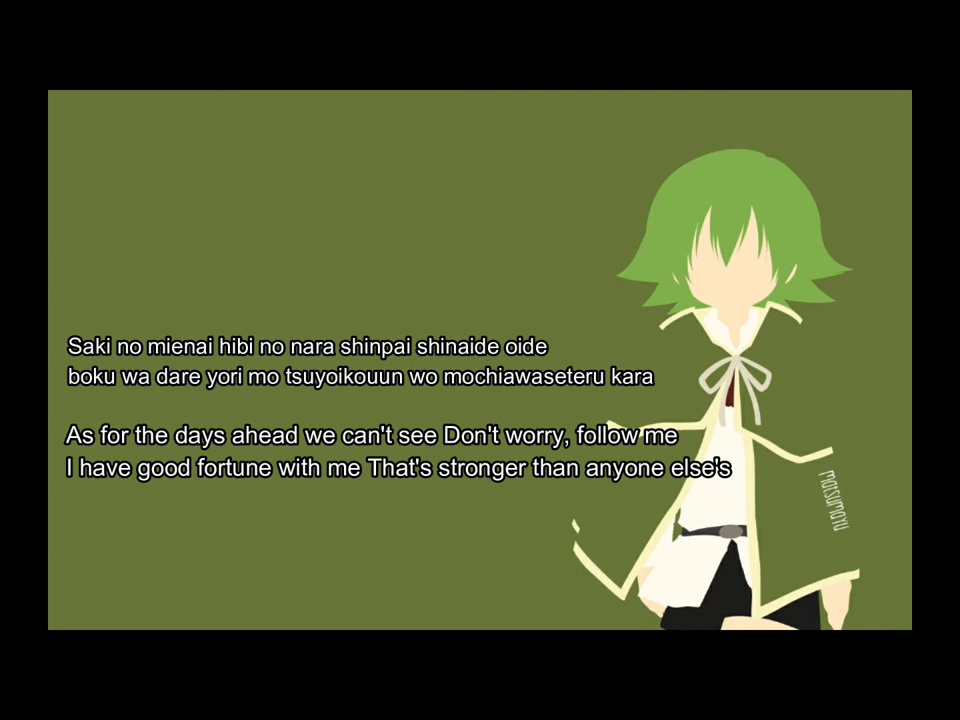 Saki no mienai hibi no nara shinpai shinaide oide
boku wa dare yori mo tsuyoikouun wo mochiawaseteru kara
As for the days ahead we can't see Don't worry, follow me
I have good fortune with me That's stronger than anyone else's
matsumayu